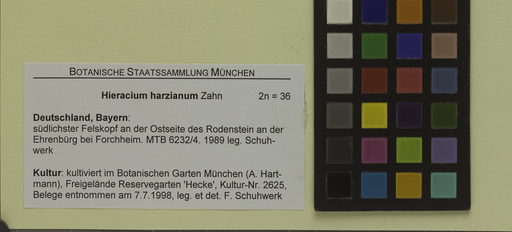 BOTANISCHE STAATSSAMMLUNG MÜNCHEN
Hieracium harzianum Zahn 2n = 36
Deutschland, Bayern:
südlichster Felskopf an der Ostseite des Rodenstein an der
Ehrenbürg bei Forchheim. MTB 6232/4. 1989 leg. Schuh-
werk
Kultur: kultiviert im Botanischen Garten München (A. Hart-
mann), Freigelände Reservegarten 'Hecke', Kultur-Nr. 2625,
Belege entnommen am 7.7.1998, leg. et det. F. Schuhwerk